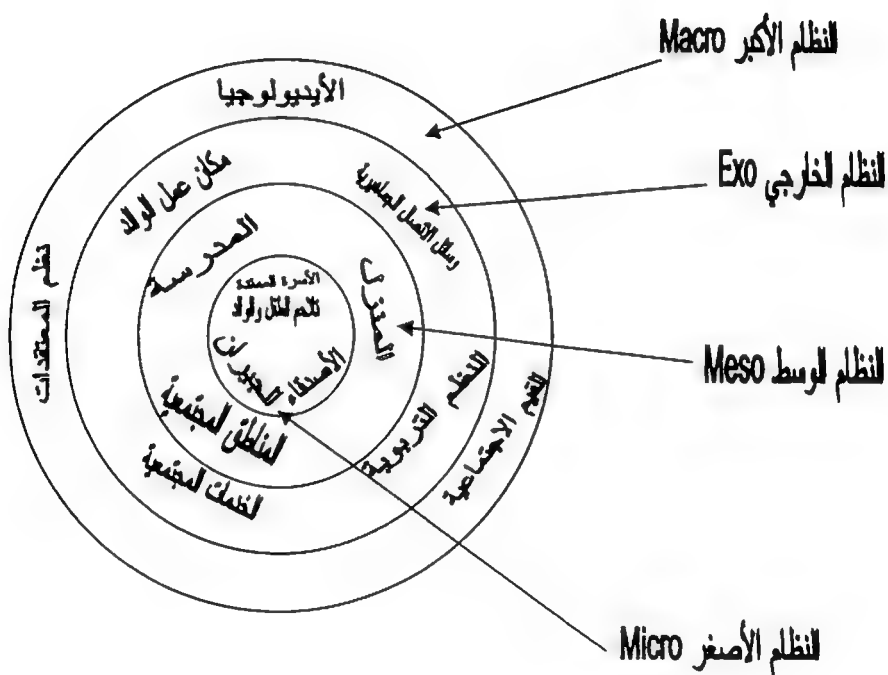 النظام الأكبر Macro
الأيديولوجيا
مكان عمل الوالد
وسائل الاتصال الجماهيرية
النظام الخارجي Exo
المدرسة
الأسرة الممتدة
المنزل
نظم المعتقدات
الأصدقاء
الجيران
النظام الوسط Meso
النظم التربوية
القيم الاجتماعية
المناطق المجتمعية
الخدمات المجتمعية
النظام الأصغر Micro